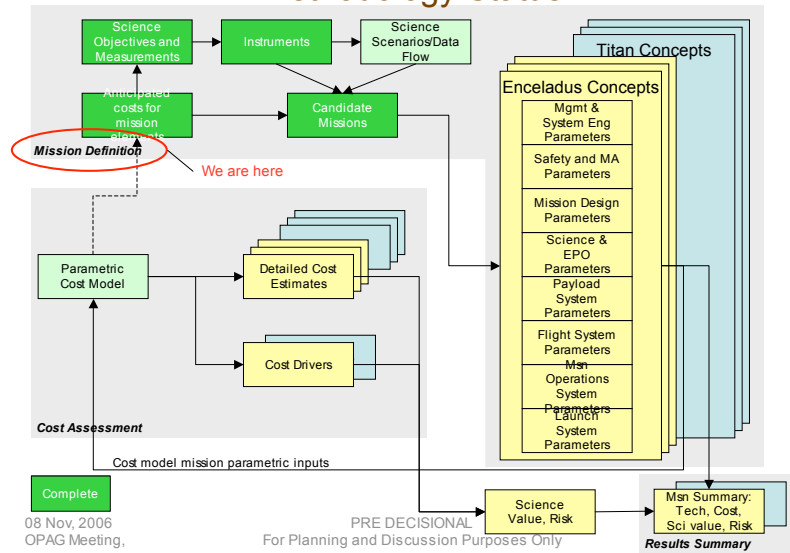 Science
Objectives and
Measurements
Instruments
Science
Scenarios/Data
Flow
Anticipated
costs for
mission
elements
Candidate
Missions
Mission Definition
We are here
Titan Concepts
Enceladus Concepts
Mgmt &
System Eng
Parameters
Safety and MA
Parameters
Mission Design
Parameters
Science &
EPO
Parameters
Payload
System
Parameters
Flight System
Parameters
Msn
Operations
System
Parameters
Launch
System
Parameters
Parametric
Cost Model
Detailed Cost
Estimates
Cost Drivers
Cost Assessment
Cost model mission parametric inputs
Complete
Science
Value, Risk
Msn Summary:
Tech, Cost,
Sci value, Risk
Results Summary
08 Nov, 2006
OPAG Meeting,
PRE DECISIONAL
For Planning and Discussion Purposes Only